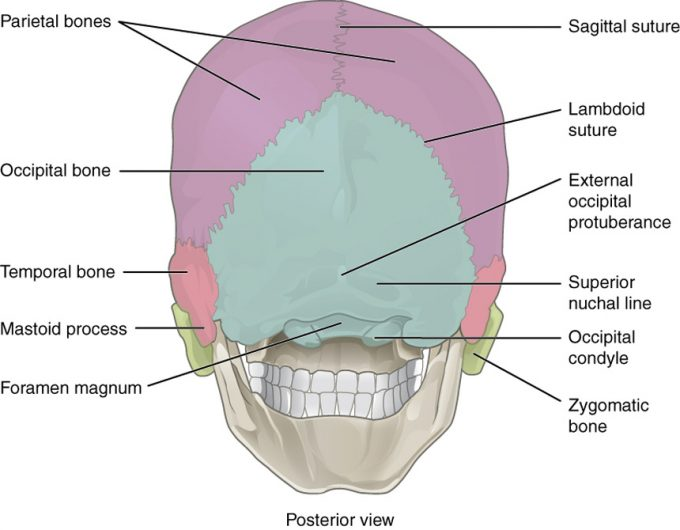 Parietal bones
Occipital bone
Temporal bone
Mastoid process
Foramen magnum
Sagittal suture
Lambdoid
suture
External
occipital
protuberance
Superior
nuchal line
Occipital
condyle
Zygomatic
bone
Posterior view